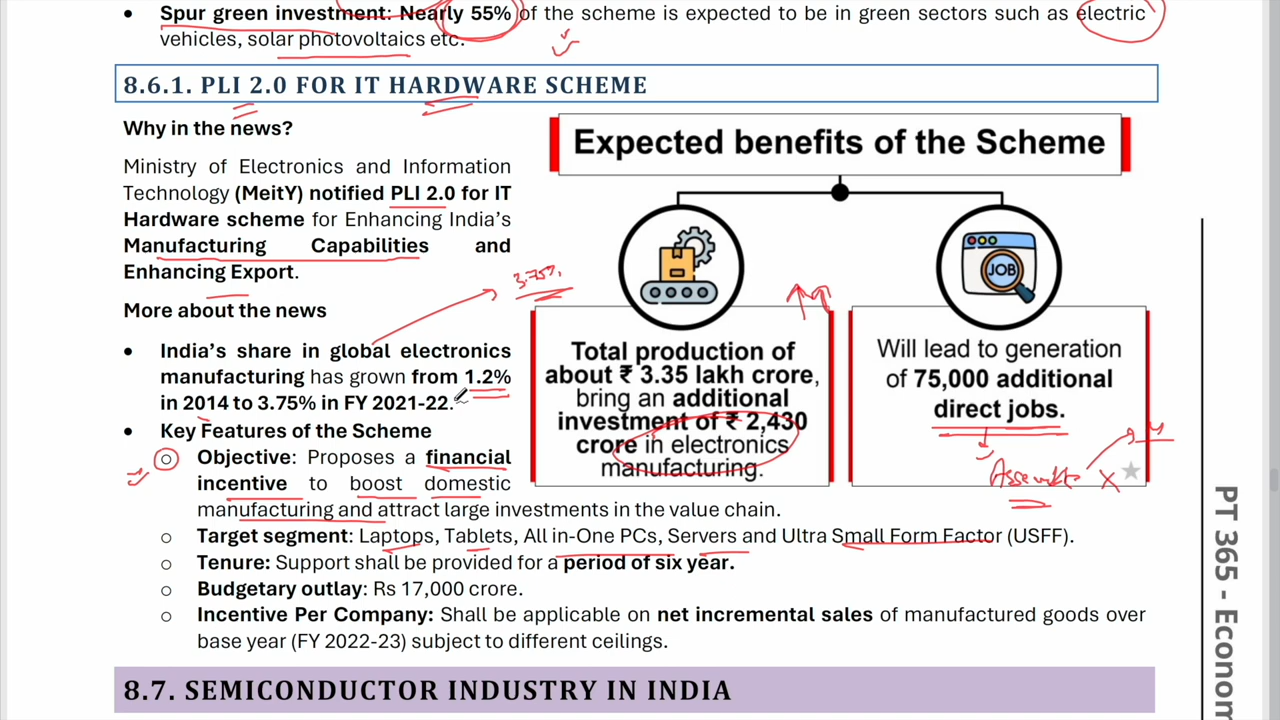 • Spur green investment: Nearly 55% of the scheme is expected to be in green sectors such as electric
vehicles, solar photovoltaics etc.
8.6.1. PLI 2.0 FOR IT HARDWARE SCHEME
Why in the news?
Ministry of Electronics and Information
Technology (MeitY) notified PLI 2.0 for IT
Hardware scheme for Enhancing India's
Manufacturing Capabilities and
Enhancing Export.
More about the news
• India's share in global electronics
manufacturing has grown from 1.2%
in 2014 to 3.75% in FY 2021-22.
3.75%
• Key Features of the Scheme
o Objective: Proposes a financial
incentive to boost domestic
manufacturing and attract large investments in the value chain.
o Target segment: Laptops, Tablets, All in-One PCs, Servers and Ultra Small Form Factor (USFF).
o Tenure: Support shall be provided for a period of six year.
o Budgetary outlay: Rs 17,000 crore.
o Incentive Per Company: Shall be applicable on net incremental sales of manufactured goods over
base year (FY 2022-23) subject to different ceilings.
Expected benefits of the Scheme
Total production of
about ₹ 3.35 lakh crore,
bring an additional
investment of ₹ 2,430
crore in electronics
manufacturing.
JOB
Will lead to generation
of 75,000 additional
direct jobs.
8.7. SEMICONDUCTOR INDUSTRY IN INDIA
PT 365 - Econom